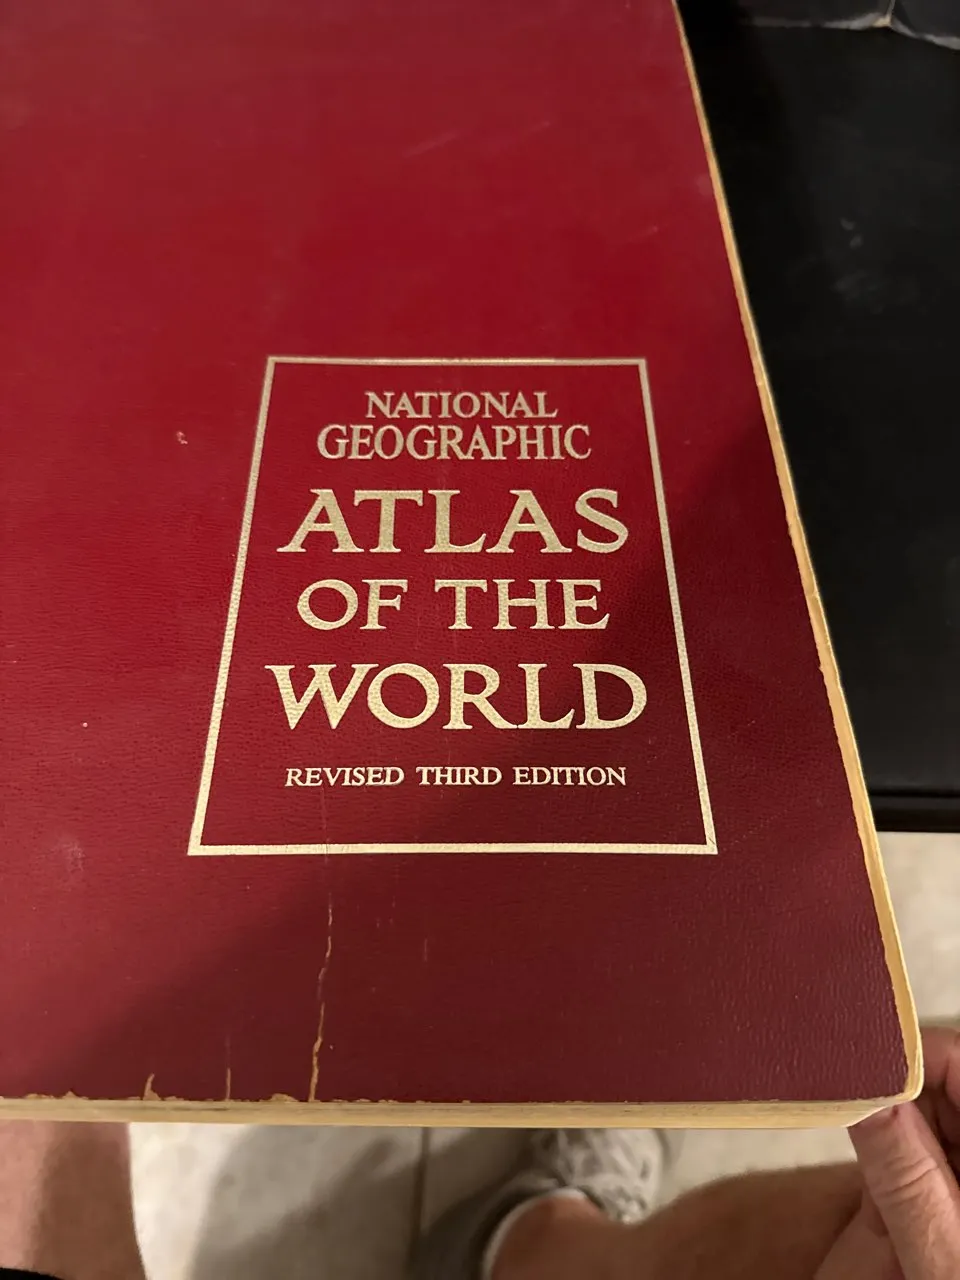 NATIONAL
GEOGRAPHIC
ATLAS
OF THE
WORLD
REVISED THIRD EDITION